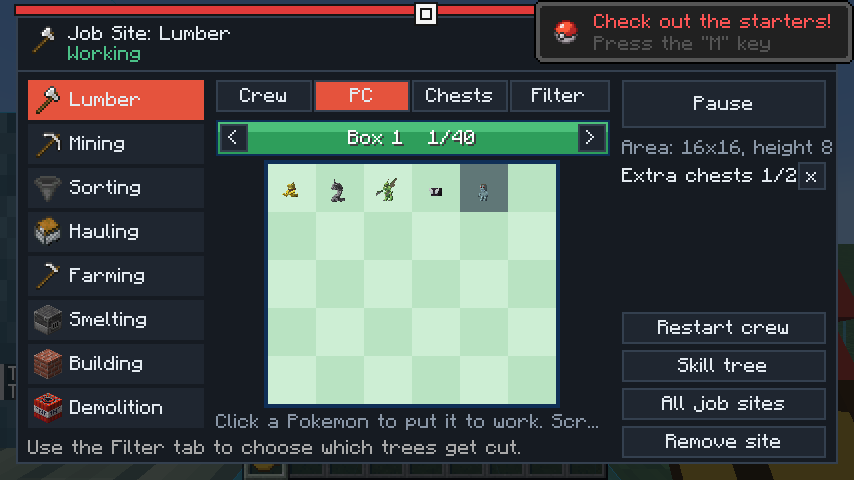 Check out the starters!
Press the "M" key
Job Site: Lumber
Working
Lumber
Mining
Sorting
Hauling
Farming
Smelting
Building
Demolition
Crew
PC
Chests
Filter
< Box 1 1/40 >
Click a Pokemon to put it to work. Scr...
Use the Filter tab to choose which trees get cut.
Pause
Area: 16x16, height 8
Extra chests 1/2 x
Restart crew
Skill tree
All job sites
Remove site